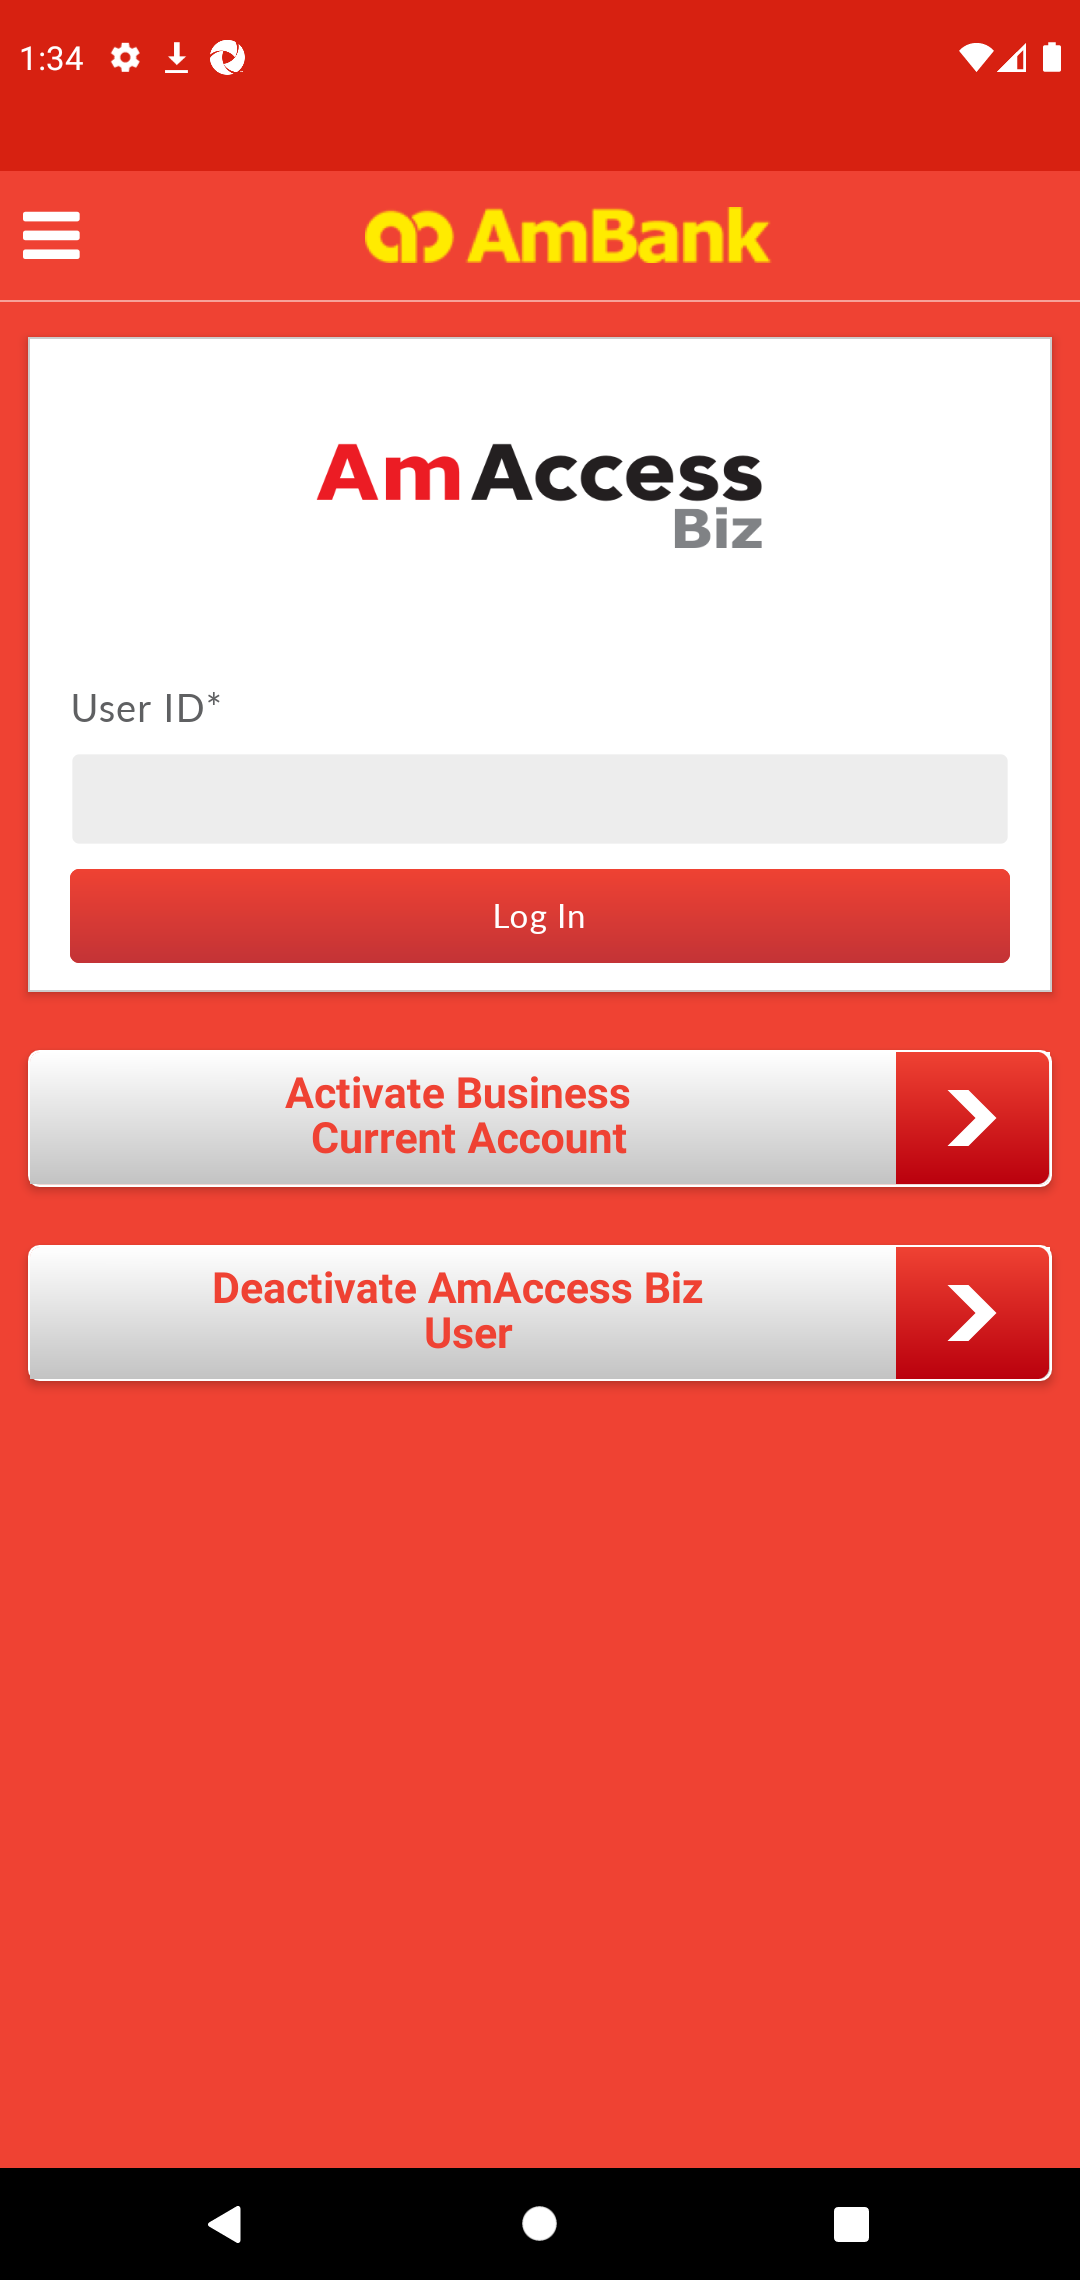 1:34
AmBank
AmAccess
Biz
User ID*
Log In
Activate Business
Current Account
Deactivate AmAccess Biz
User